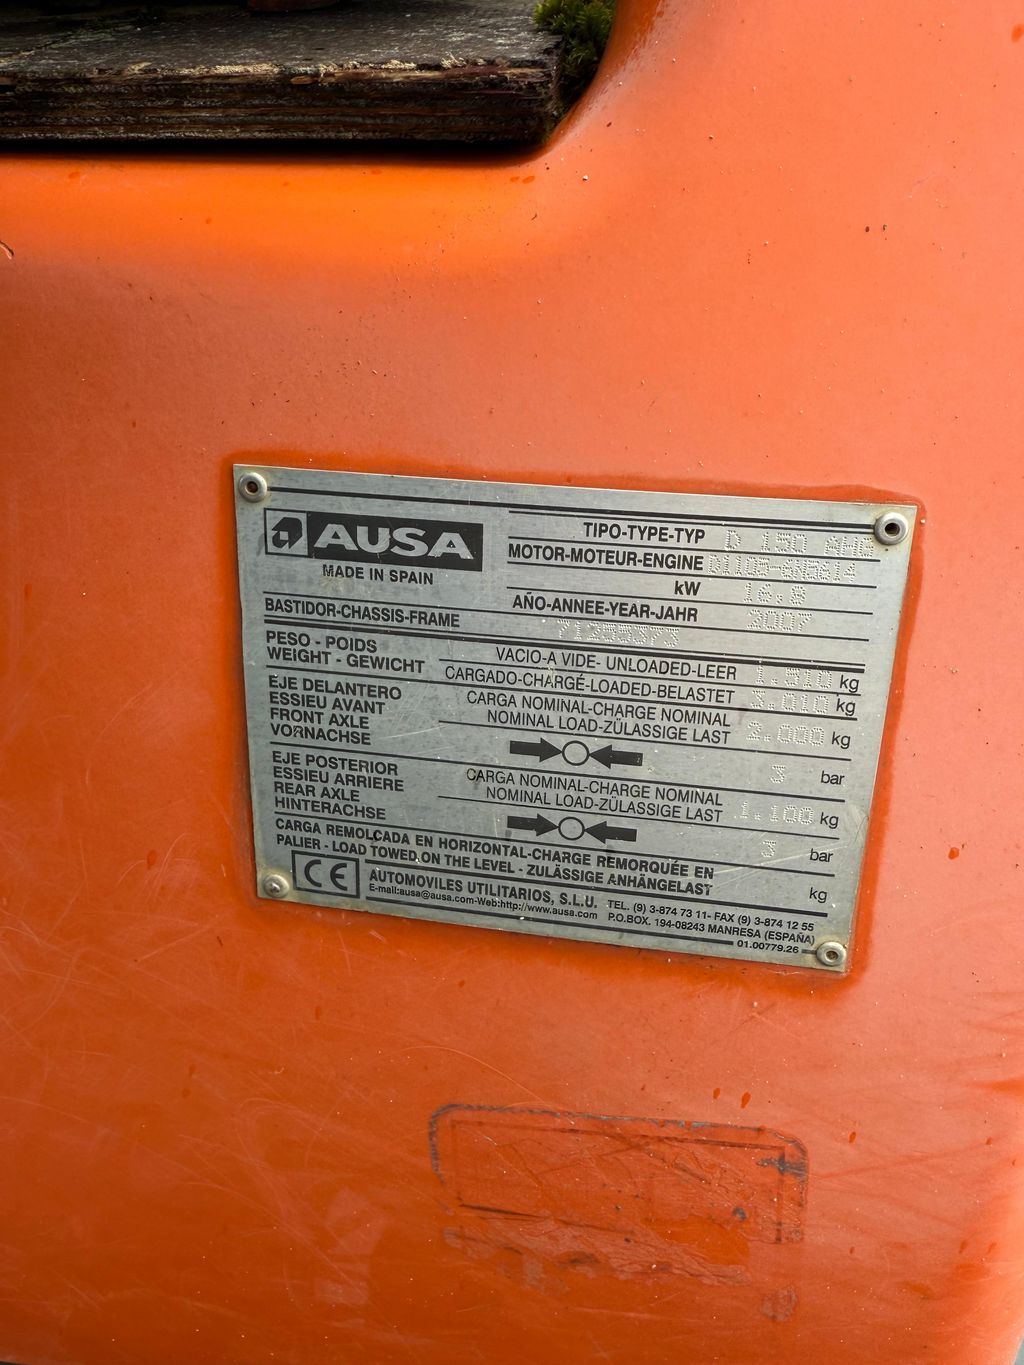 AUSA
MADE IN SPAIN
TIPO-TYPE-TYP D 150 AHG
MOTOR-MOTEUR-ENGINE
kW 16.8
AÑO-ANNEE-YEAR-JAHR 2007
BASTIDOR-CHASSIS-FRAME 71255373
PESO - POIDS
WEIGHT - GEWICHT
VACIO-A VIDE- UNLOADED-LEER 1.510 kg
CARGADO-CHARGÉ-LOADED-BELASTET 3.010 kg
EJE DELANTERO
ESSIEU AVANT
FRONT AXLE
VORNACHSE
CARGA NOMINAL-CHARGE NOMINAL
NOMINAL LOAD-ZÜLASSIGE LAST 2.000 kg
3 bar
EJE POSTERIOR
ESSIEU ARRIERE
REAR AXLE
HINTERACHSE
CARGA NOMINAL-CHARGE NOMINAL
NOMINAL LOAD-ZÜLASSIGE LAST 1.100 kg
3 bar
CARGA REMOLCADA EN HORIZONTAL-CHARGE REMORQUÉE EN
PALIER - LOAD TOWED ON THE LEVEL - ZULÄSSIGE ANHÄNGELAST kg
CE
AUTOMOVILES UTILITARIOS, S.L.U. TEL. (9) 3-874 73 11- FAX (9) 3-874 12 55
E-mail:ausa@ausa.com-Web:http://www.ausa.com P.O.BOX. 194-08243 MANRESA (ESPAÑA)
01.00779.26